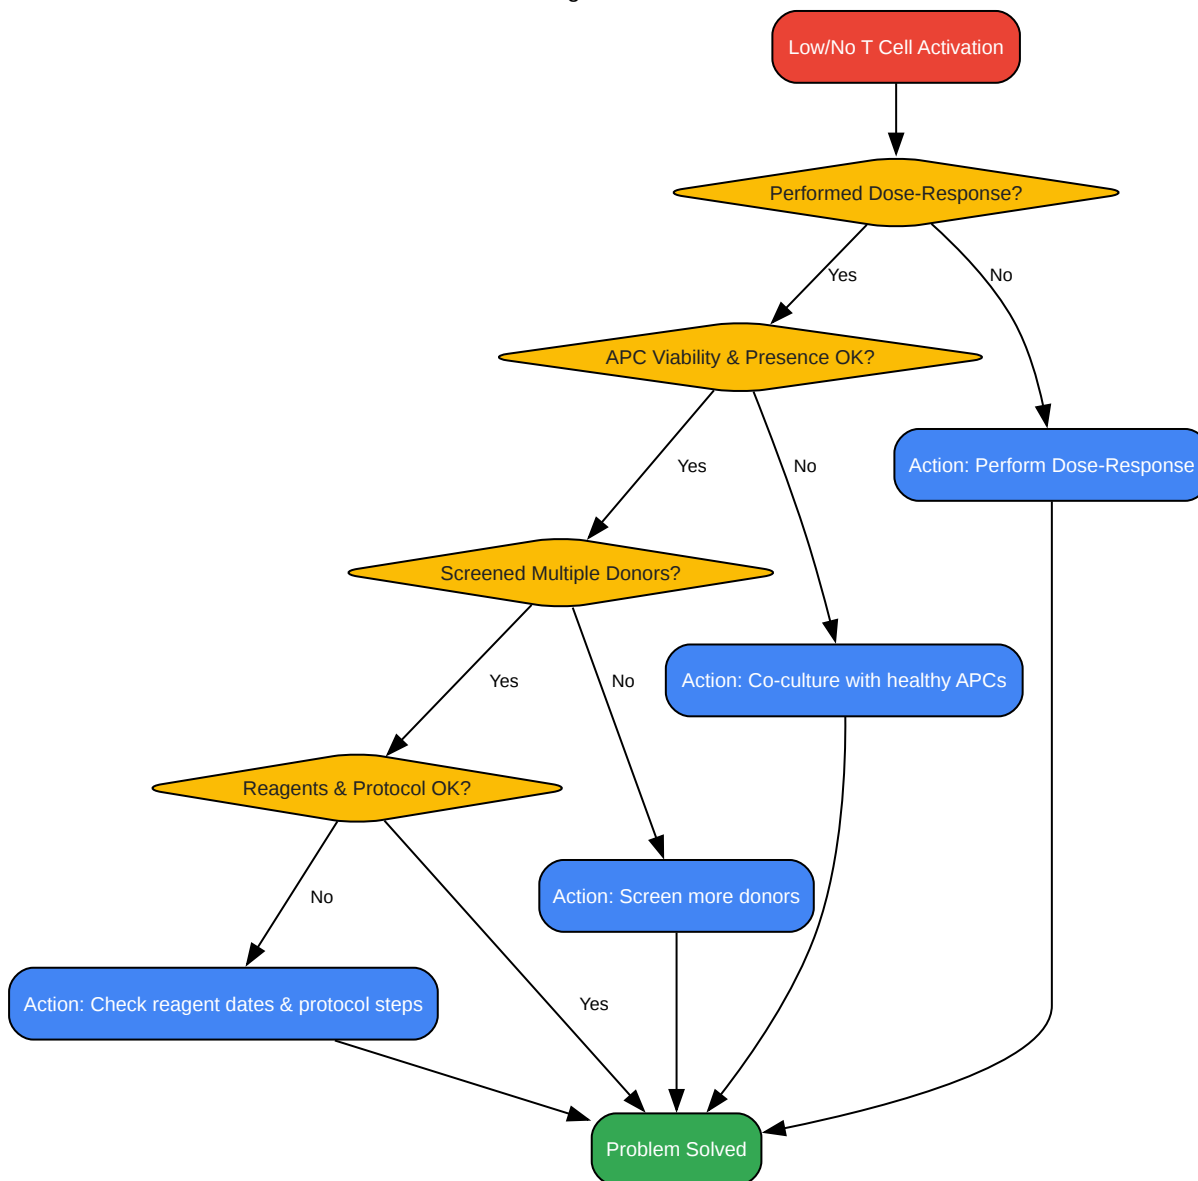 Low/No T Cell Activation
Performed Dose-Response?
Yes
No
APC Viability & Presence OK?
Yes
No
Action: Perform Dose-Response
Screened Multiple Donors?
Yes
No
Action: Co-culture with healthy APCs
Reagents & Protocol OK?
No
Yes
Action: Screen more donors
Action: Check reagent dates & protocol steps
Problem Solved